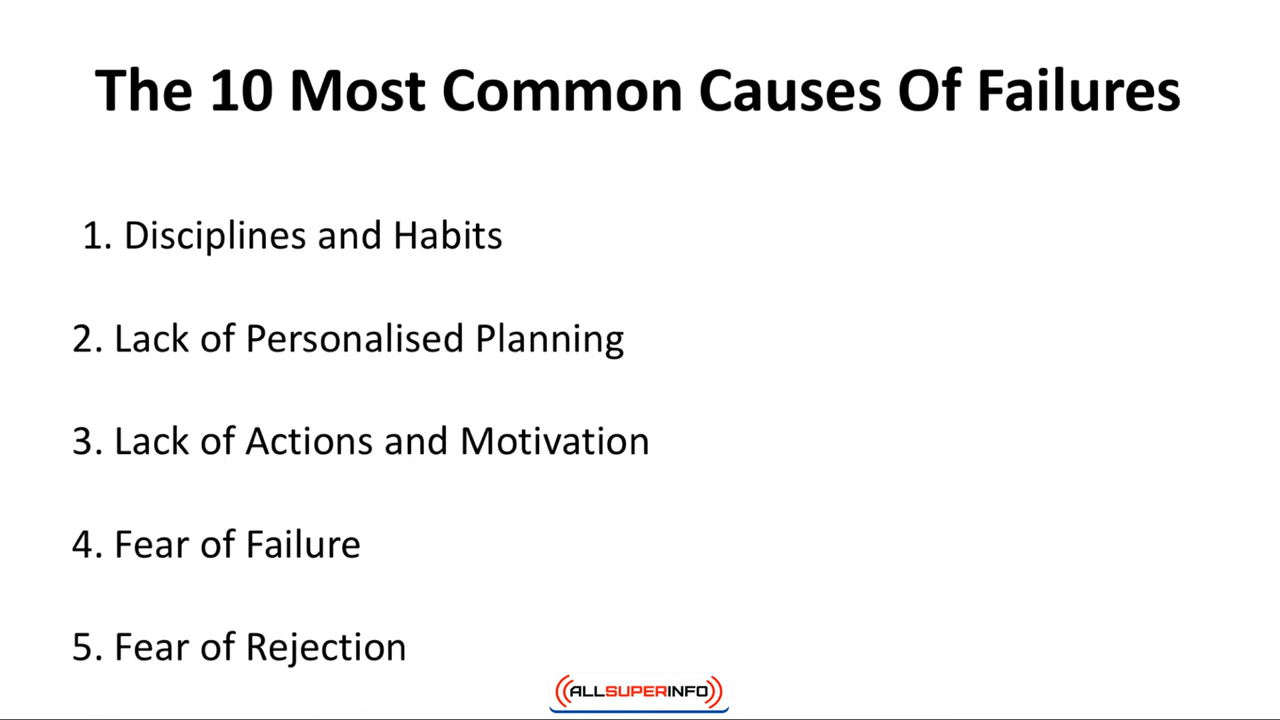 The 10 Most Common Causes Of Failures
1. Disciplines and Habits
2. Lack of Personalised Planning
3. Lack of Actions and Motivation
4. Fear of Failure
5. Fear of Rejection
ALLSUPERINFO